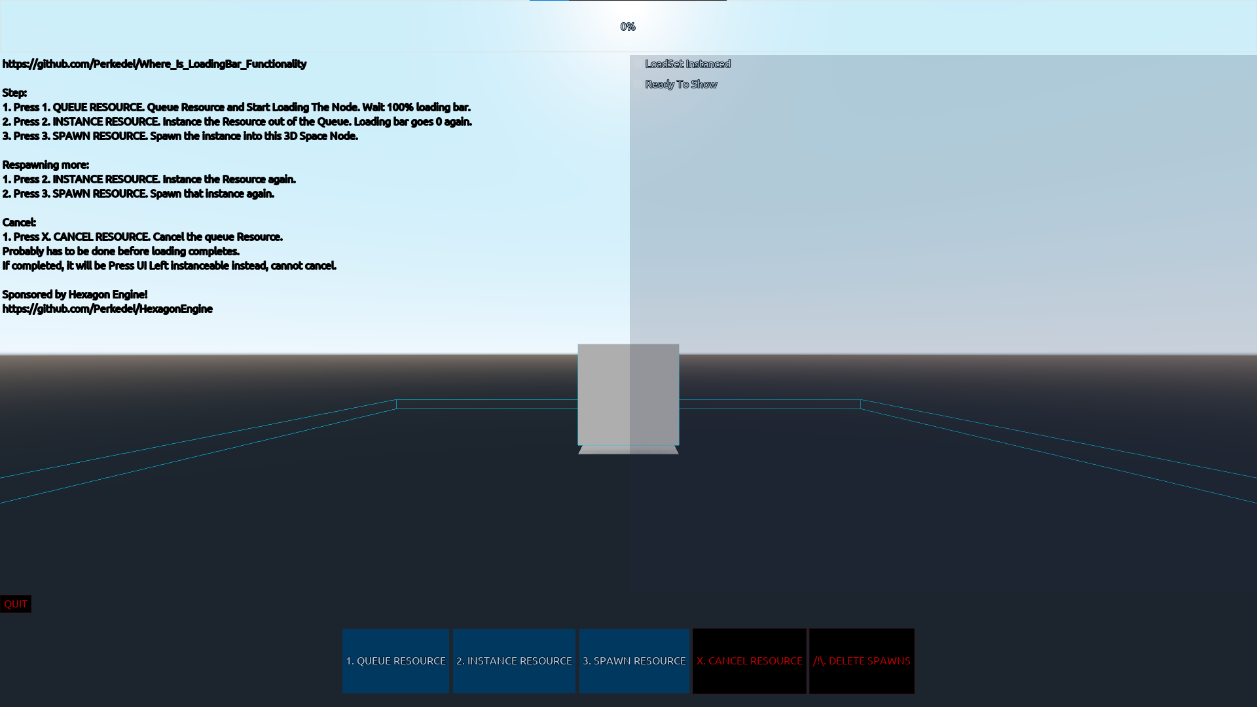 0%
https://github.com/Perkedel/Where_Is_LoadingBar_Functionality
Step:
1. Press 1. QUEUE RESOURCE. Queue Resource and Start Loading The Node. Wait 100% loading bar.
2. Press 2. INSTANCE RESOURCE. Instance the Resource out of the Queue. Loading bar goes 0 again.
3. Press 3. SPAWN RESOURCE. Spawn the instance into this 3D Space Node.
Respawning more:
1. Press 2. INSTANCE RESOURCE. Instance the Resource again.
2. Press 3. SPAWN RESOURCE. Spawn that instance again.
Cancel:
1. Press X. CANCEL RESOURCE. Cancel the queue Resource.
Probably has to be done before loading completes.
If completed, it will be Press UI Left instanceable instead, cannot cancel.
Sponsored by Hexagon Engine!
https://github.com/Perkedel/HexagonEngine
LoadSet Instanced
Ready To Show
QUIT
1. QUEUE RESOURCE
2. INSTANCE RESOURCE
3. SPAWN RESOURCE
X. CANCEL RESOURCE
/!\. DELETE SPAWNS